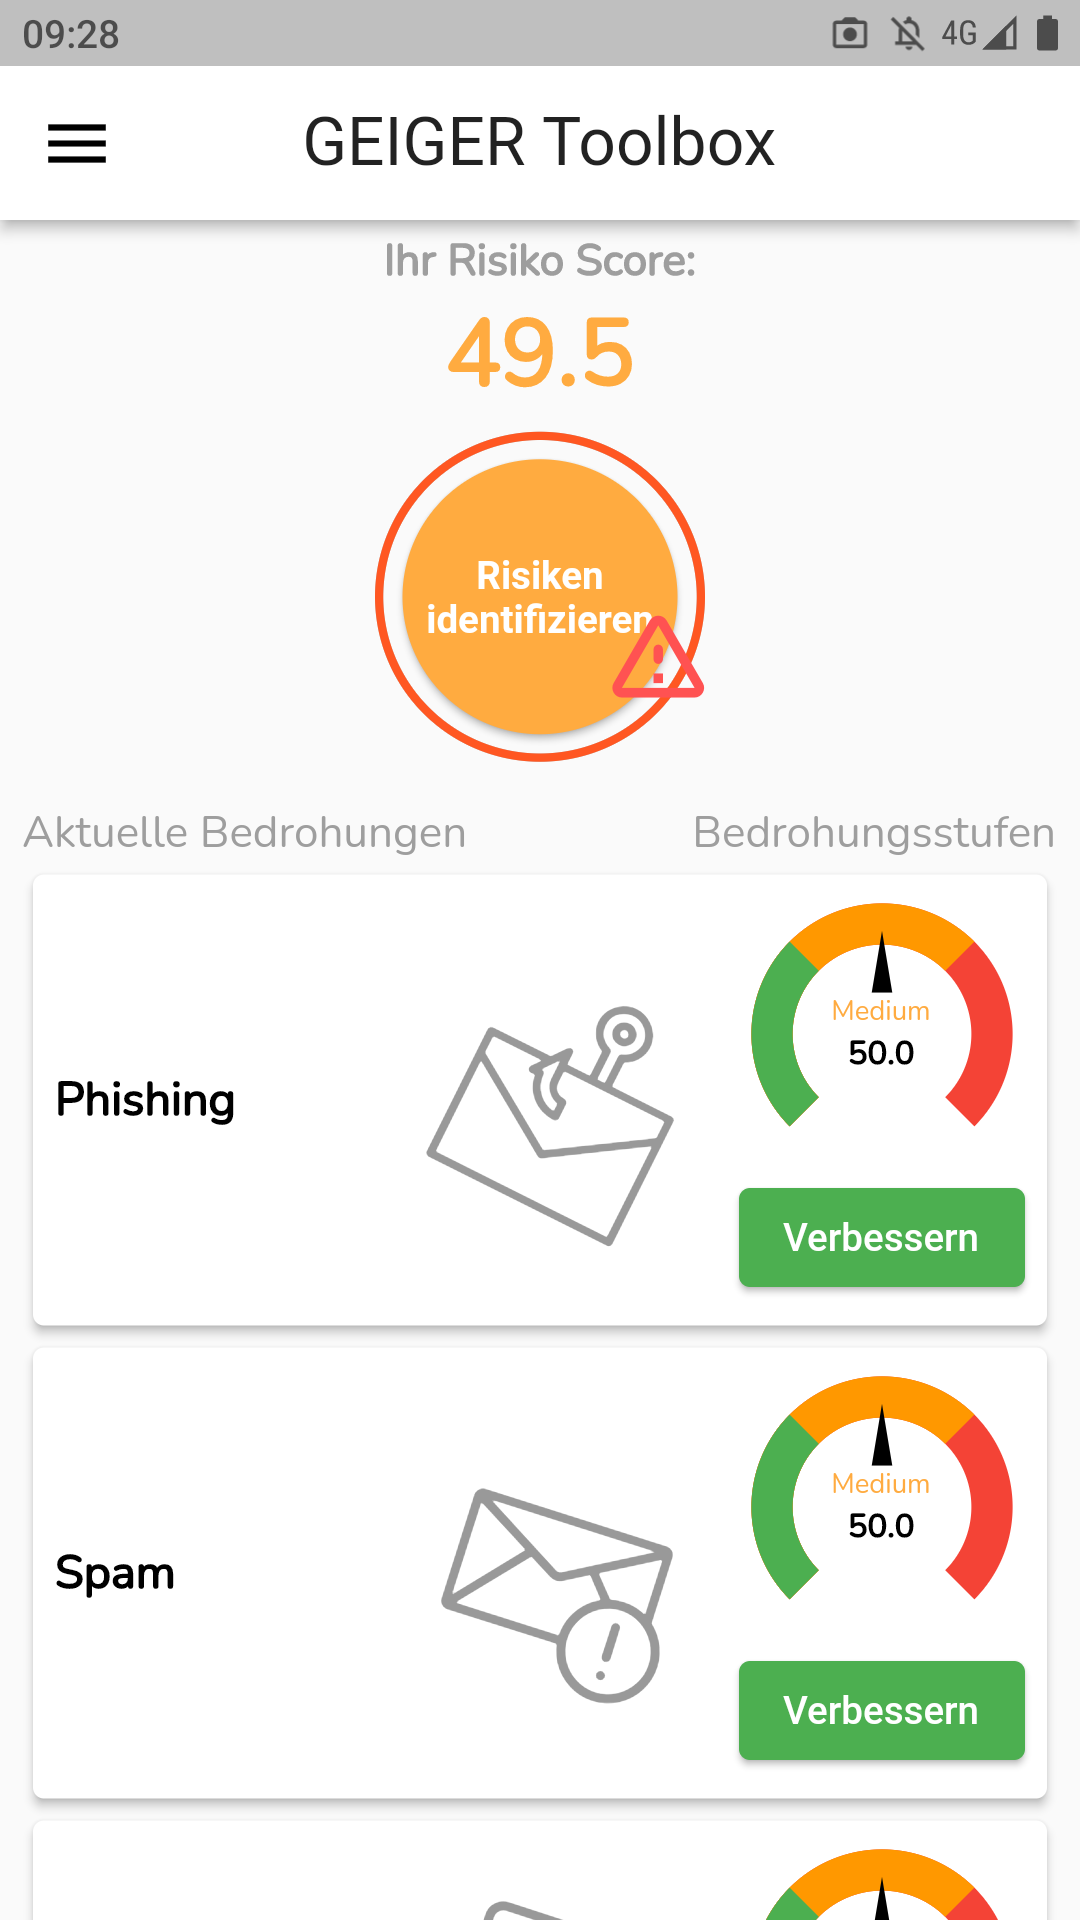 09:28
4G
GEIGER Toolbox
Ihr Risiko Score:
49.5
Risiken
identifizieren
Aktuelle Bedrohungen
Bedrohungsstufen
Phishing
Medium
50.0
Verbessern
Spam
Medium
50.0
Verbessern